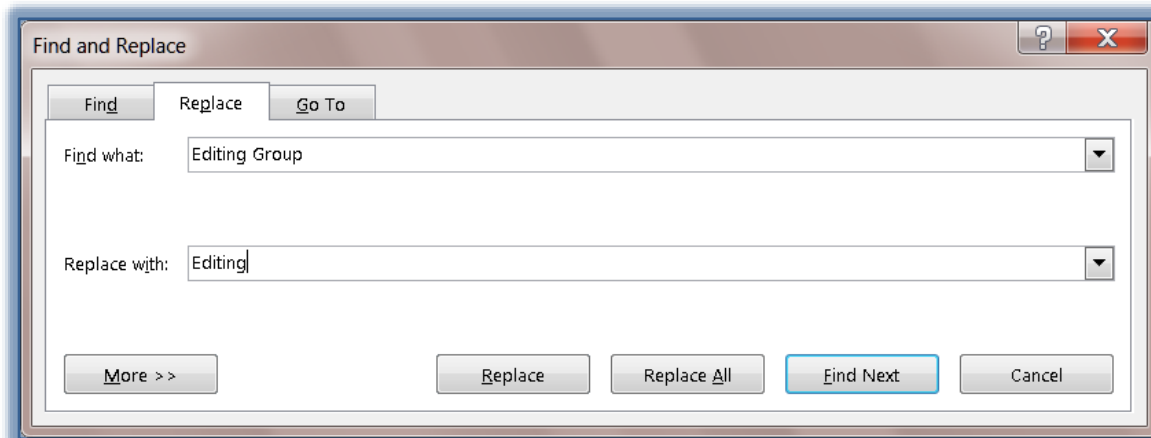 Find and Replace
Find Replace Go To
Find what: Editing Group
Replace with: Editing
More >> Replace Replace All Find Next Cancel